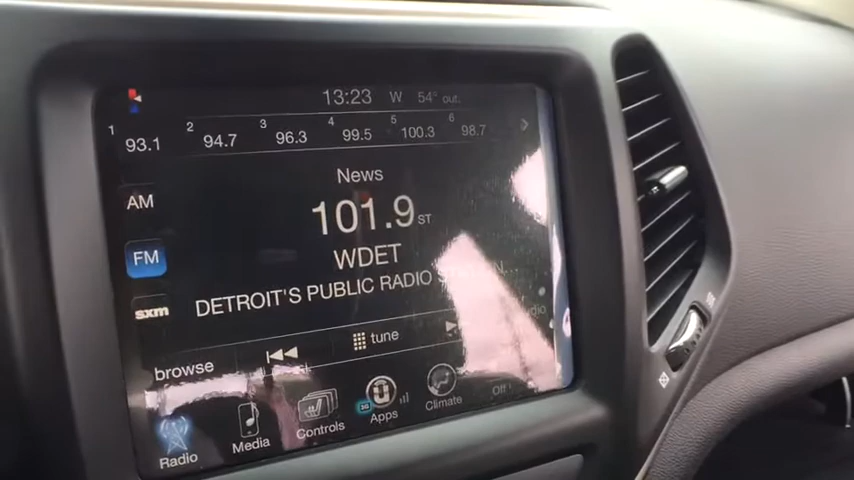 13:23 W 54° out.
1 93.1 2 94.7 3 96.3 4 99.5 5 100.3 6 98.7
News
AM
101.9 ST
WDET
FM
DETROIT'S PUBLIC RADIO STATION...
sxm
browse tune
Radio Media Controls Apps Climate Off